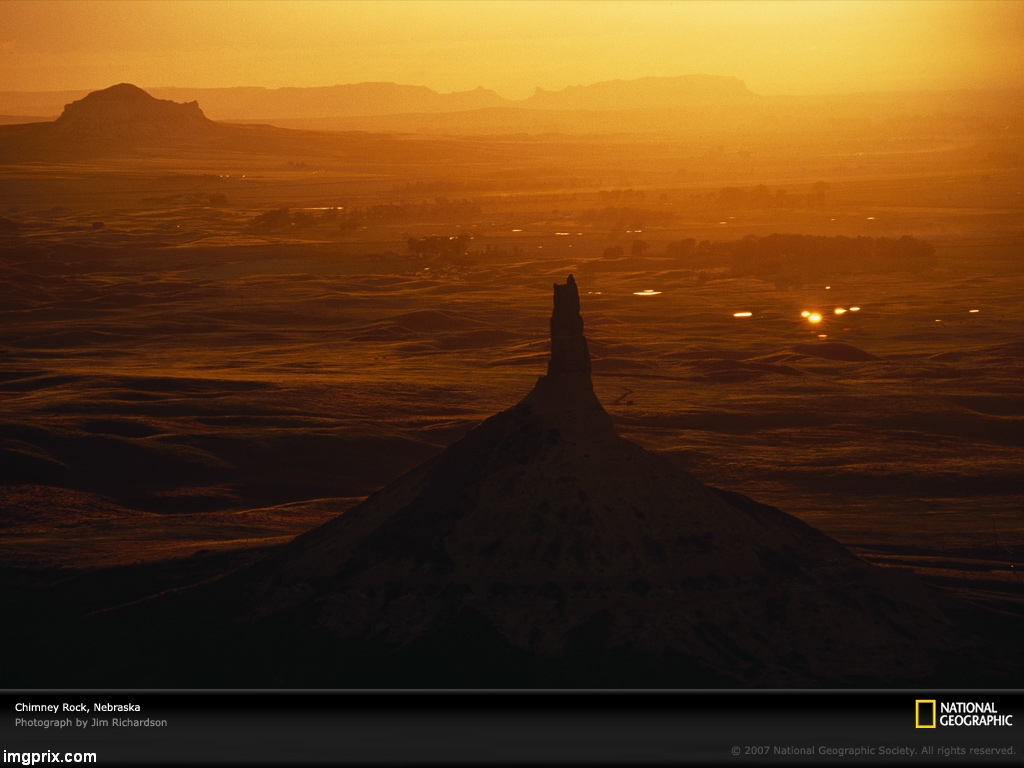 Chimney Rock, Nebraska
Photograph by Jim Richardson
NATIONAL
GEOGRAPHIC
© 2007 National Geographic Society. All rights reserved.
imgprix.com